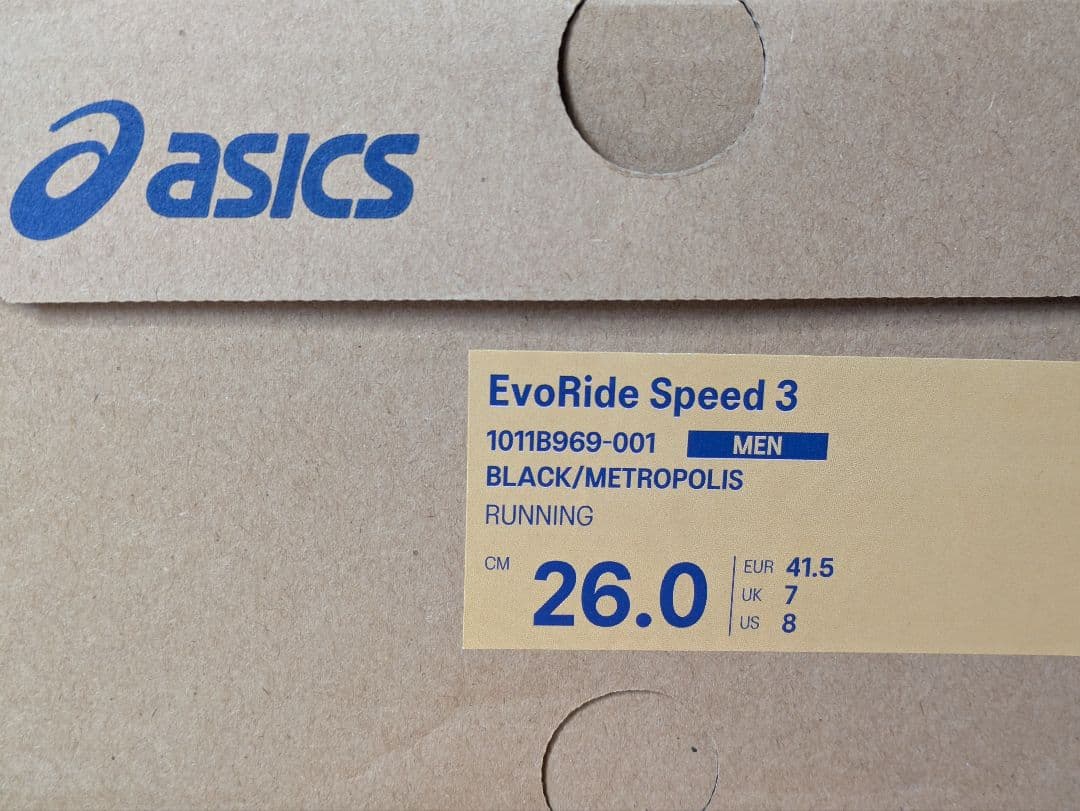 asics
EvoRide Speed 3
1011B969-001 MEN
BLACK/METROPOLIS
RUNNING
CM 26.0
EUR 41.5
UK 7
US 8